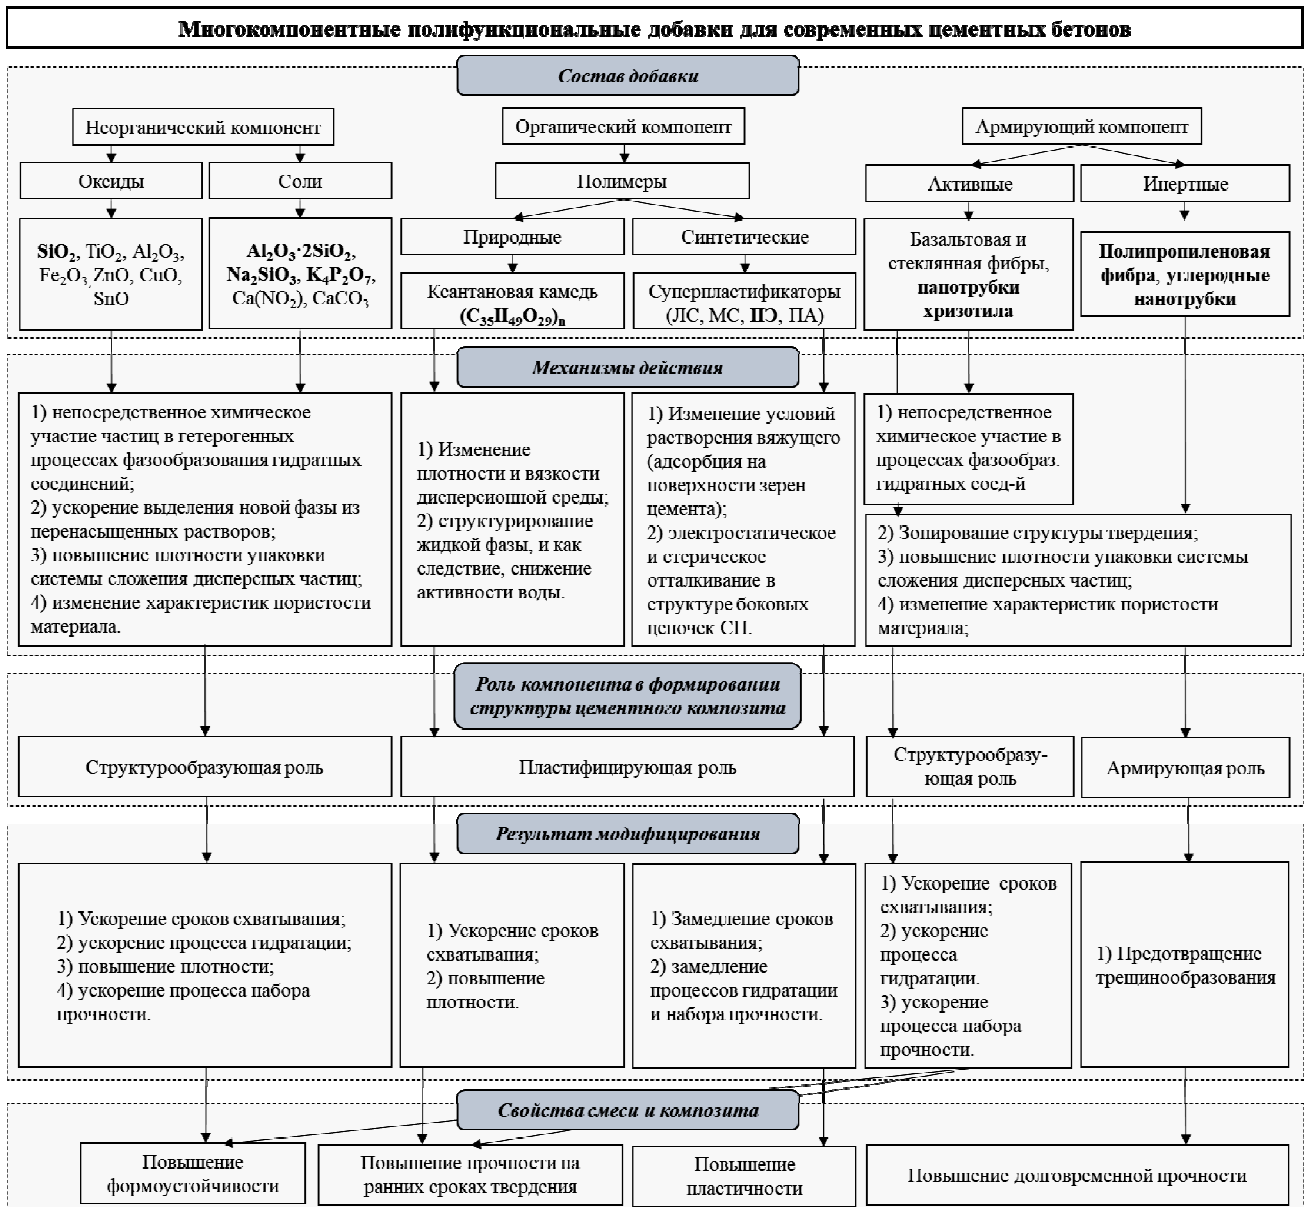 Многокомпонентные полифункциональные добавки для современных цементных бетонов
Состав добавки
Неорганический компонент
Органический компонент
Армирующий компонент
Оксиды
Соли
Полимеры
Активные
Инертные
Природные
Синтетические
SiO₂, TiO₂, Al₂O₃,
Fe₂O₃, ZnO, CuO,
SnO
Al₂O₃·2SiO₂,
Na₂SiO₃, K₄P₂O₇,
Ca(NO₂), CaCO₃
Ксантановая камедь
(C₃₅H₄₉O₂₉)ₙ
Суперпластификаторы
(ЛС, МС, ПЭ, ПА)
Базальтовая и
стеклянная фибры,
нанотрубки
хризотила
Полипропиленовая
фибра, углеродные
нанотрубки
Механизмы действия
1) непосредственное химическое
участие частиц в гетерогенных
процессах фазообразования гидратных
соединений;
2) ускорение выделения новой фазы из
перенасыщенных растворов;
3) повышение плотности упаковки
системы сложения дисперсных частиц;
4) изменение характеристик пористости
материала.
1) Изменение
плотности и вязкости
дисперсионной среды;
2) структурирование
жидкой фазы, и как
следствие, снижение
активности воды.
1) Изменение условий
растворения вяжущего
(адсорбция на
поверхности зерен
цемента);
2) электростатическое
и стерическое
отталкивание в
структуре боковых
цепочек СП.
1) непосредственное
химическое участие в
процессах фазообраз.
гидратных соед-й
2) Зонирование структуры твердения;
3) повышение плотности упаковки системы
сложения дисперсных частиц;
4) изменение характеристик пористости
материала;
Роль компонента в формировании
структуры цементного композита
Структурообразующая роль
Пластифицирующая роль
Структурообразу-
ющая роль
Армирующая роль
Результат модифицирования
1) Ускорение сроков схватывания;
2) ускорение процесса гидратации;
3) повышение плотности;
4) ускорение процесса набора
прочности.
1) Ускорение сроков
схватывания;
2) повышение
плотности.
1) Замедление сроков
схватывания;
2) замедление
процессов гидратации
и набора прочности.
1) Ускорение сроков
схватывания;
2) ускорение
процесса
гидратации.
3) ускорение
процесса набора
прочности.
1) Предотвращение
трещинообразования
Свойства смеси и композита
Повышение
формоустойчивости
Повышение прочности на
ранних сроках твердения
Повышение
пластичности
Повышение долговременной прочности